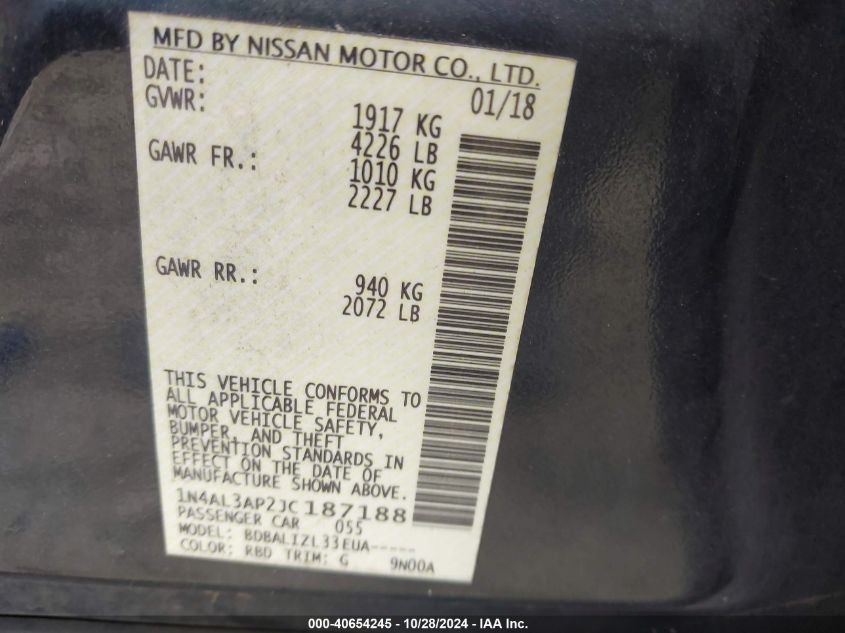 MFD BY NISSAN MOTOR CO., LTD.
DATE: 01/18
GVWR: 1917 KG
4226 LB
GAWR FR.: 1010 KG
2227 LB
GAWR RR.: 940 KG
2072 LB
THIS VEHICLE CONFORMS TO
ALL APPLICABLE FEDERAL
MOTOR VEHICLE SAFETY,
BUMPER, AND THEFT
PREVENTION STANDARDS IN
EFFECT ON THE DATE OF
MANUFACTURE SHOWN ABOVE.
1N4AL3AP2JC187188
PASSENGER CAR 055
MODEL: BDBALIZL33EUA-----
COLOR: RBD TRIM: G 9N00A
000-40654245 - 10/28/2024 - IAA Inc.